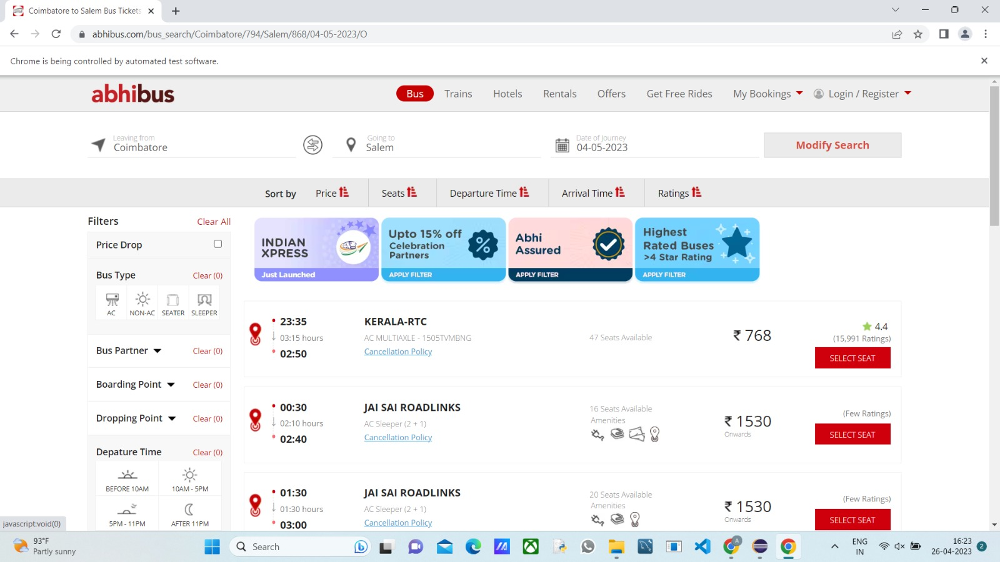 Coimbatore to Salem Bus Tickets
abhibus.com/bus_search/Coimbatore/794/Salem/868/04-05-2023/O
Chrome is being controlled by automated test software.
abhibus
Bus Trains Hotels Rentals Offers Get Free Rides My Bookings Login / Register
Leaving from
Coimbatore
Going to
Salem
Date of Journey
04-05-2023
Modify Search
Sort by Price Seats Departure Time Arrival Time Ratings
Filters Clear All
Price Drop
Bus Type Clear (0)
AC NON-AC SEATER SLEEPER
Bus Partner Clear (0)
Boarding Point Clear (0)
Dropping Point Clear (0)
Depature Time Clear (0)
BEFORE 10AM 10AM - 5PM
5PM - 11PM AFTER 11PM
INDIAN
XPRESS
Just Launched
Upto 15% off
Celebration
Partners
APPLY FILTER
Abhi
Assured
APPLY FILTER
Highest
Rated Buses
>4 Star Rating
APPLY FILTER
23:35
03:15 hours
02:50
KERALA-RTC
AC MULTIAXLE - 1505TVMBNG
Cancellation Policy
47 Seats Available
₹ 768
4.4
(15,991 Ratings)
SELECT SEAT
00:30
02:10 hours
02:40
JAI SAI ROADLINKS
AC Sleeper (2 + 1)
Cancellation Policy
16 Seats Available
Amenities
₹ 1530
Onwards
(Few Ratings)
SELECT SEAT
01:30
01:30 hours
03:00
JAI SAI ROADLINKS
AC Sleeper (2 + 1)
Cancellation Policy
20 Seats Available
Amenities
₹ 1530
Onwards
(Few Ratings)
SELECT SEAT
javascript:void(0)
93°F
Partly sunny
Search
A
ENG
IN
16:23
26-04-2023
2